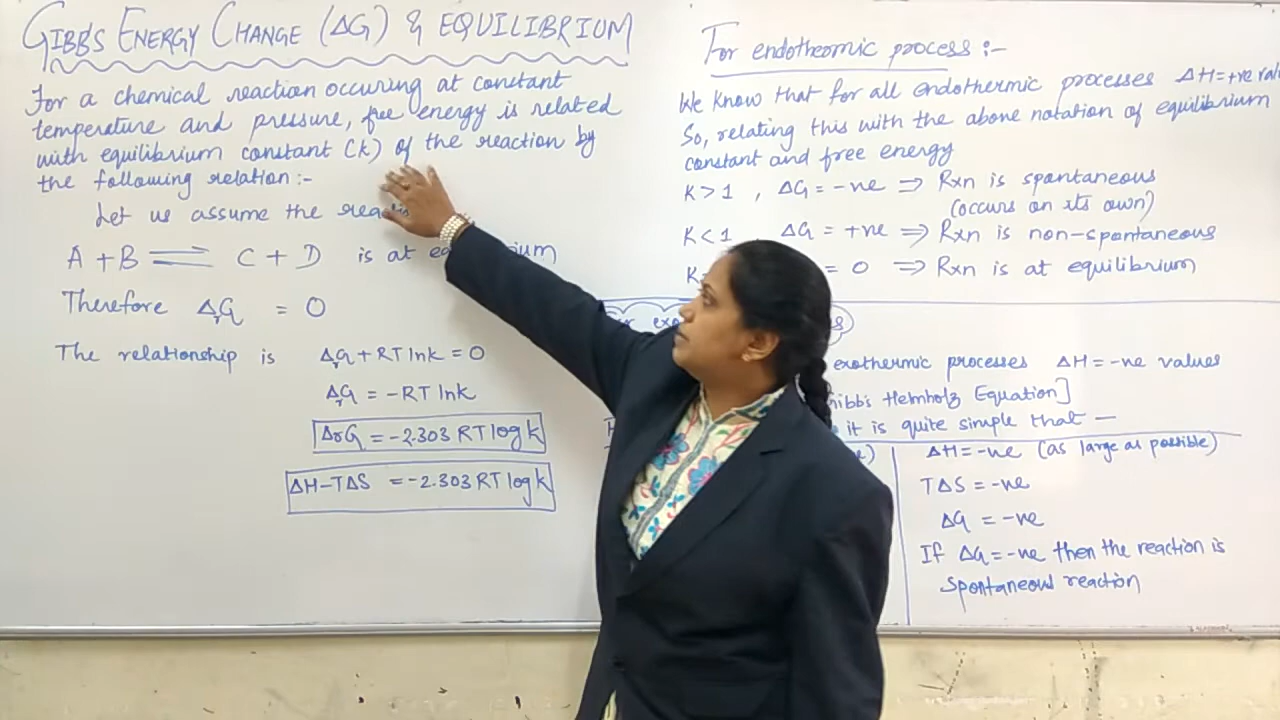 GIBB'S ENERGY CHANGE (ΔG) & EQUILIBRIUM
For a chemical reaction occuring at constant
temperature and pressure, free energy is related
with equilibrium constant (k) of the reaction by
the following relation :-
Let us assume the
A + B ⇌ C + D is at
Therefore ΔrG = 0
The relationship is ΔrG + RT lnk = 0
ΔrG = -RT lnk
ΔrG = -2.303 RT log k
ΔH-TΔS = -2.303 RT log k
For endothermic process :-
We know that for all endothermic processes ΔH = +ve
So, relating this with the above notation of equilibrium
constant and free energy
K > 1 , ΔG = -ve ⇒ Rxn is spontaneous
(occurs on its own)
K < 1 ΔG = +ve ⇒ Rxn is non-spontaneous
K = 0 ⇒ Rxn is at equilibrium
exothermic processes ΔH = -ve values
Helmholz Equation]
it is quite simple that —
ΔH = -ve (as large as possible)
TΔS = -ve
ΔG = -ve
If ΔG = -ve then the reaction is
Spontaneous reaction